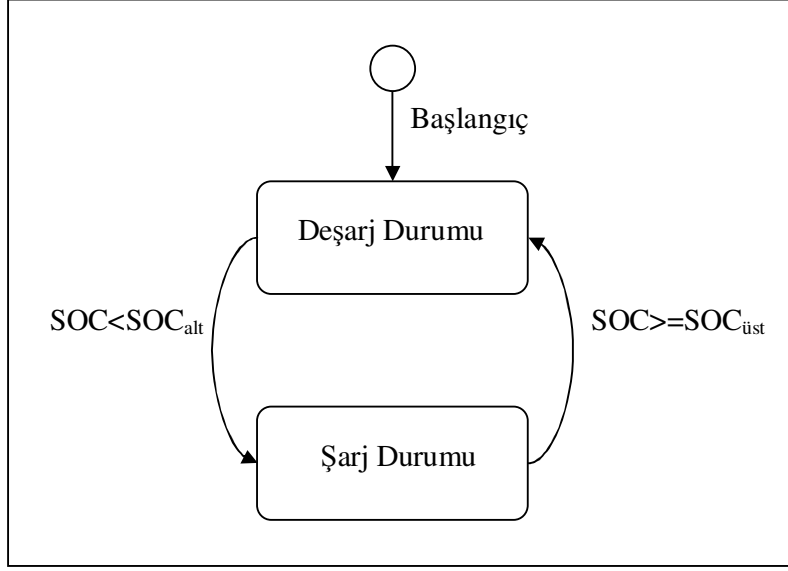 Başlangıç
Deşarj Durumu
SOC<SOCalt
SOC>=SOCüst
Şarj Durumu